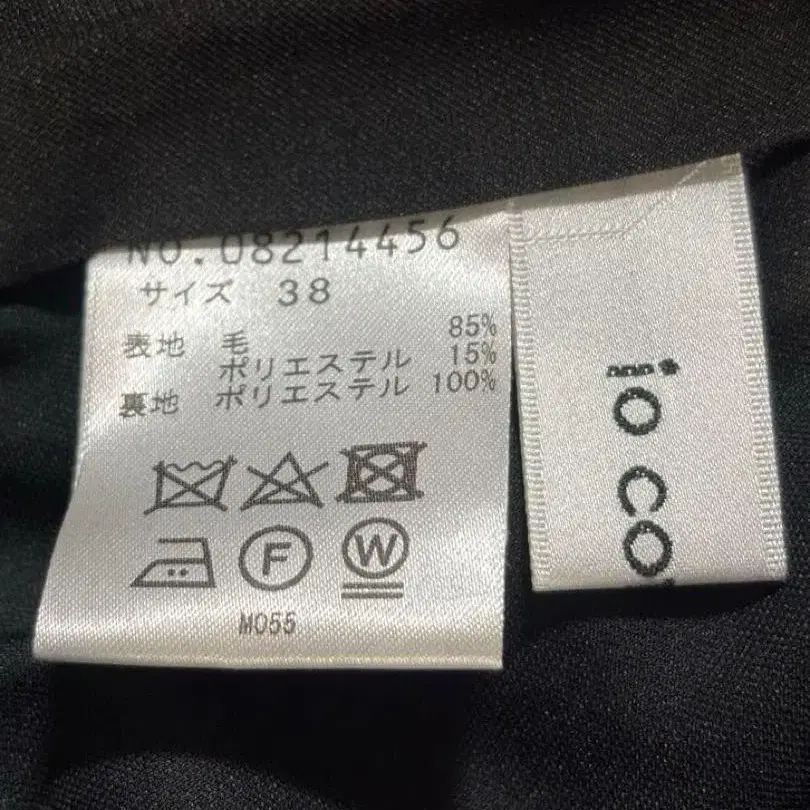 NO.08214456
サイズ 38
表地 毛 85%
ポリエステル 15%
裏地 ポリエステル 100%
F W
M055
io co